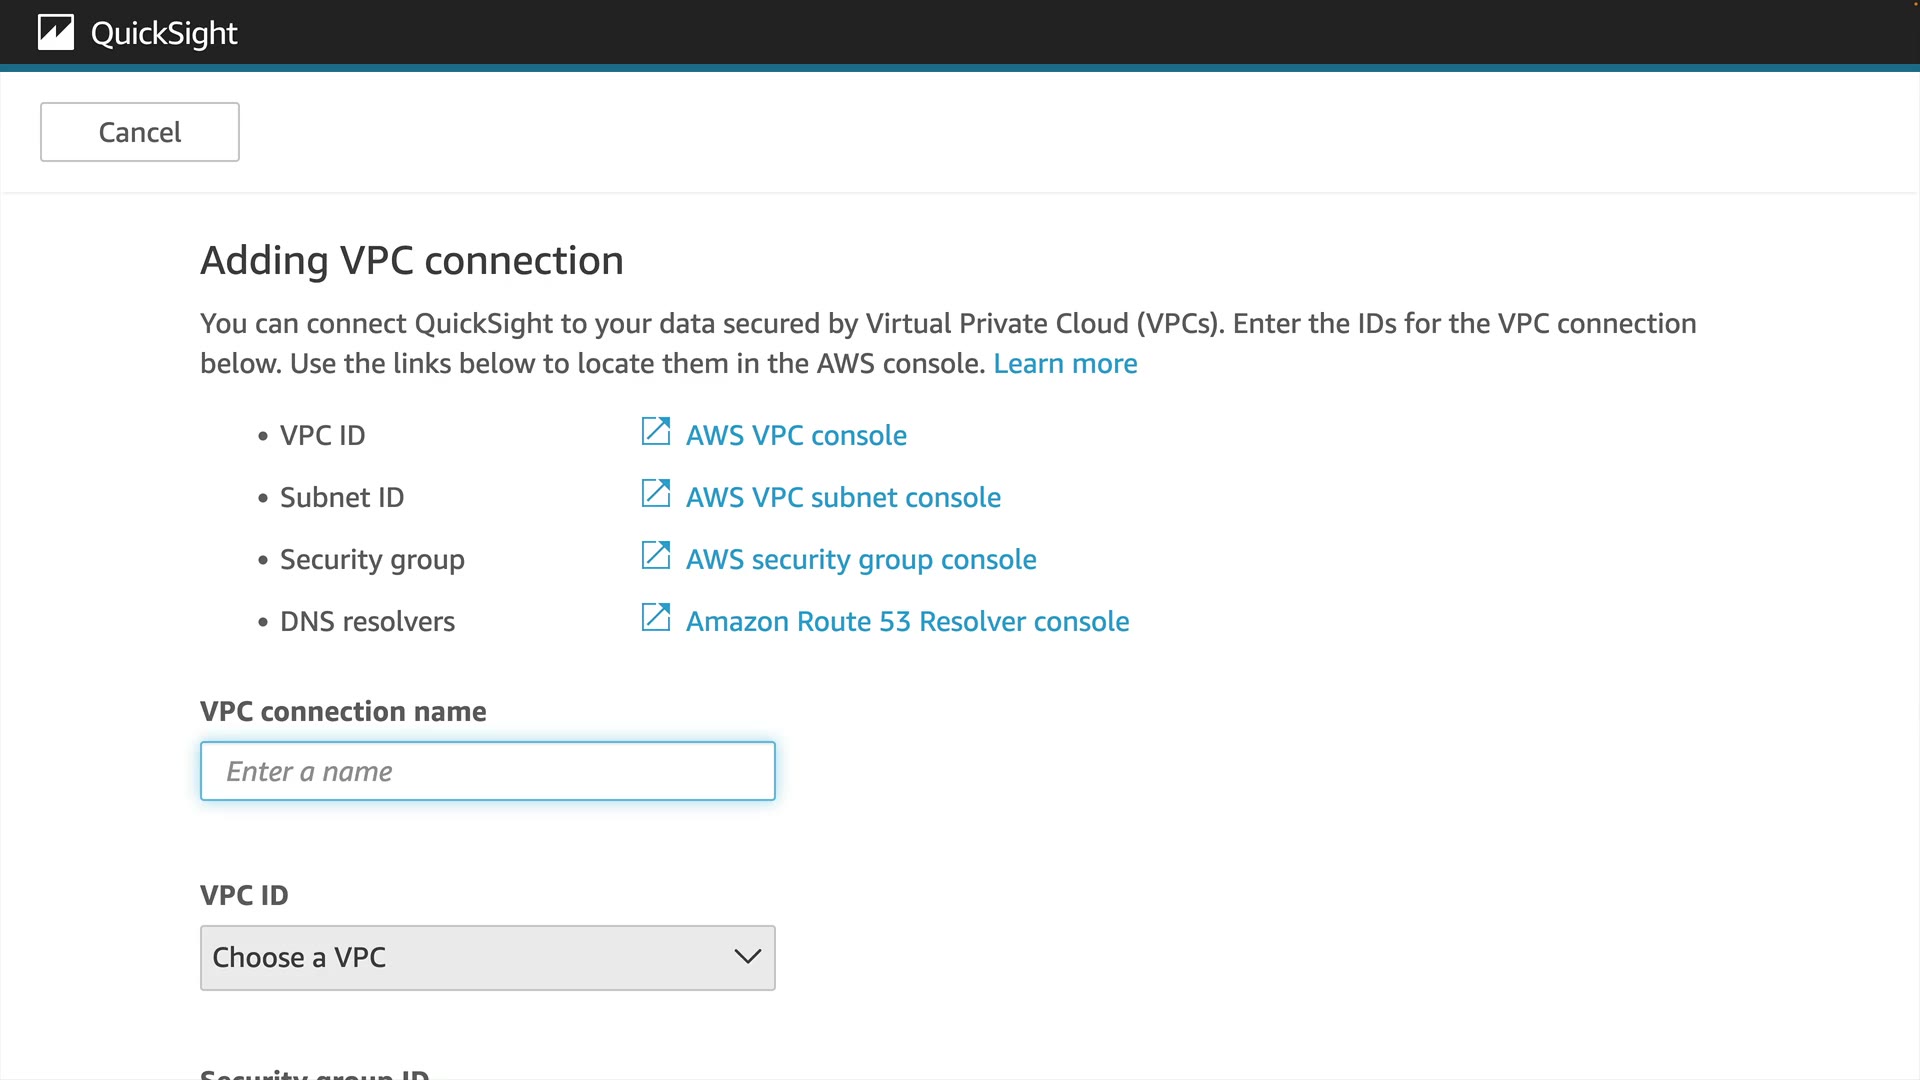 QuickSight
Cancel
Adding VPC connection
You can connect QuickSight to your data secured by Virtual Private Cloud (VPCs). Enter the IDs for the VPC connection
below. Use the links below to locate them in the AWS console. Learn more
• VPC ID AWS VPC console
• Subnet ID AWS VPC subnet console
• Security group AWS security group console
• DNS resolvers Amazon Route 53 Resolver console
VPC connection name
Enter a name
VPC ID
Choose a VPC
Security group ID